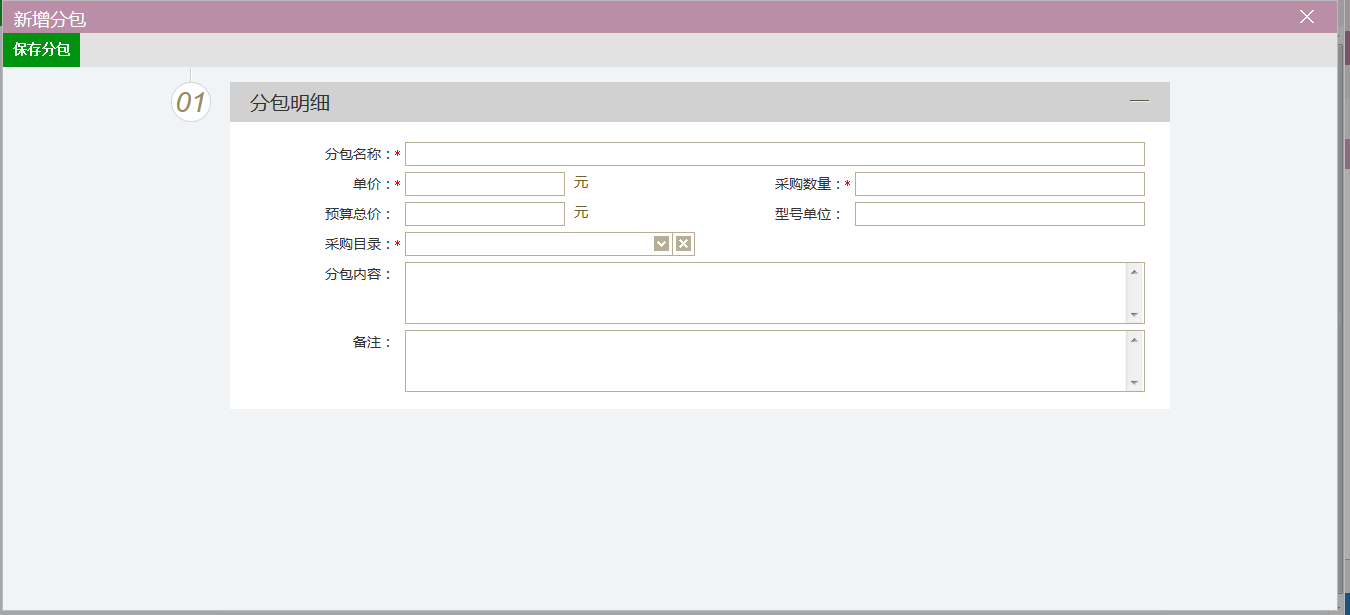 新增分包
保存分包
01 分包明细
分包名称：*
单价：* 元 采购数量：*
预算总价： 元 型号单位：
采购目录：*
分包内容：
备注：